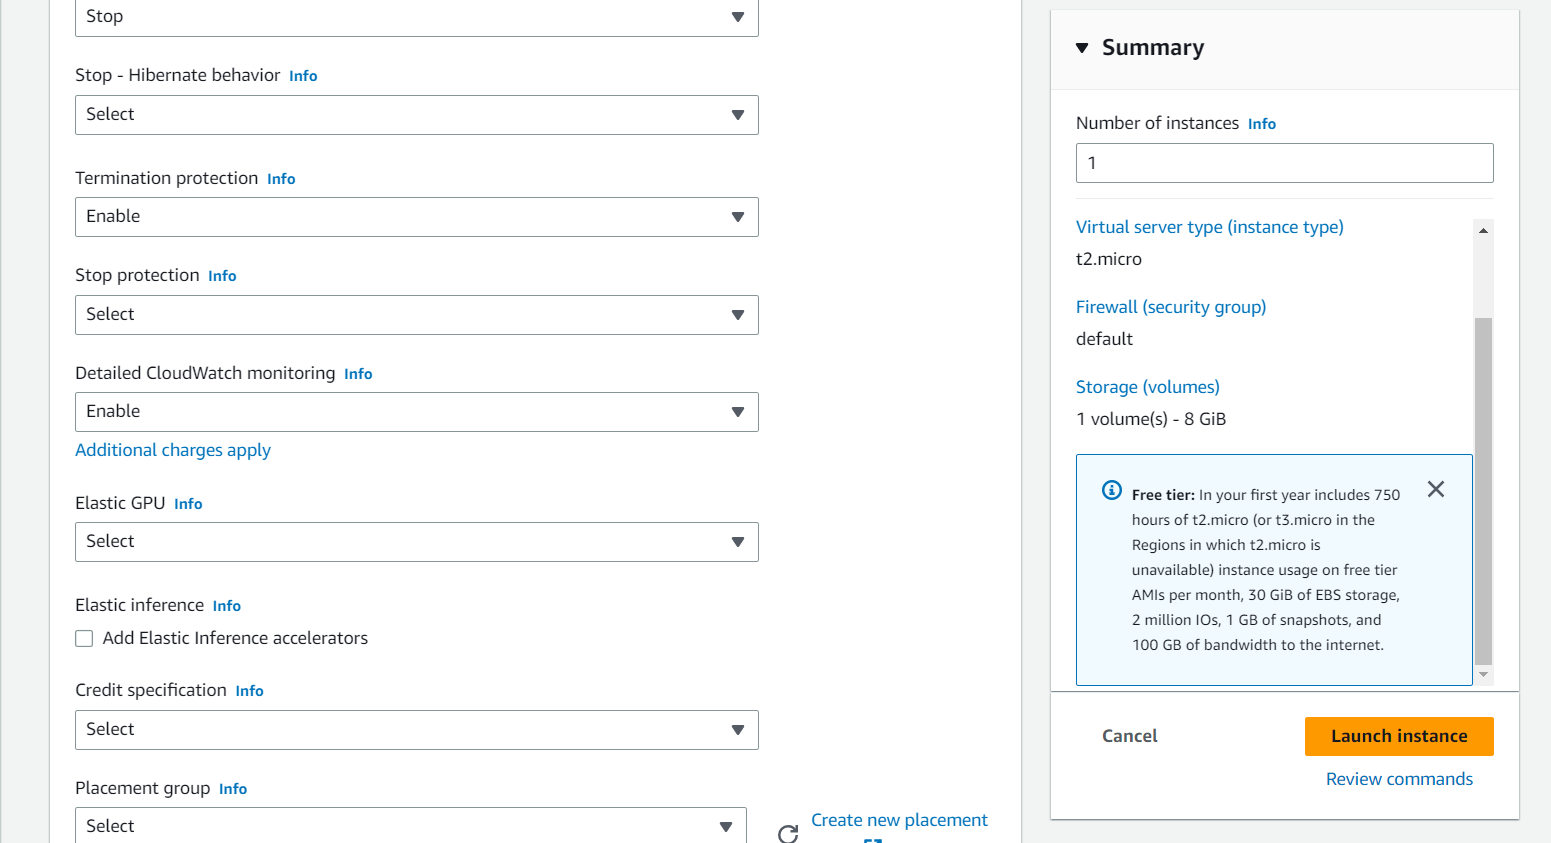 Stop
Stop - Hibernate behavior Info
Select
Termination protection Info
Enable
Stop protection Info
Select
Detailed CloudWatch monitoring Info
Enable
Additional charges apply
Elastic GPU Info
Select
Elastic inference Info
Add Elastic Inference accelerators
Credit specification Info
Select
Placement group Info
Select
Create new placement
Summary
Number of instances Info
1
Virtual server type (instance type)
t2.micro
Firewall (security group)
default
Storage (volumes)
1 volume(s) - 8 GiB
Free tier: In your first year includes 750
hours of t2.micro (or t3.micro in the
Regions in which t2.micro is
unavailable) instance usage on free tier
AMIs per month, 30 GiB of EBS storage,
2 million IOs, 1 GB of snapshots, and
100 GB of bandwidth to the internet.
Cancel
Launch instance
Review commands